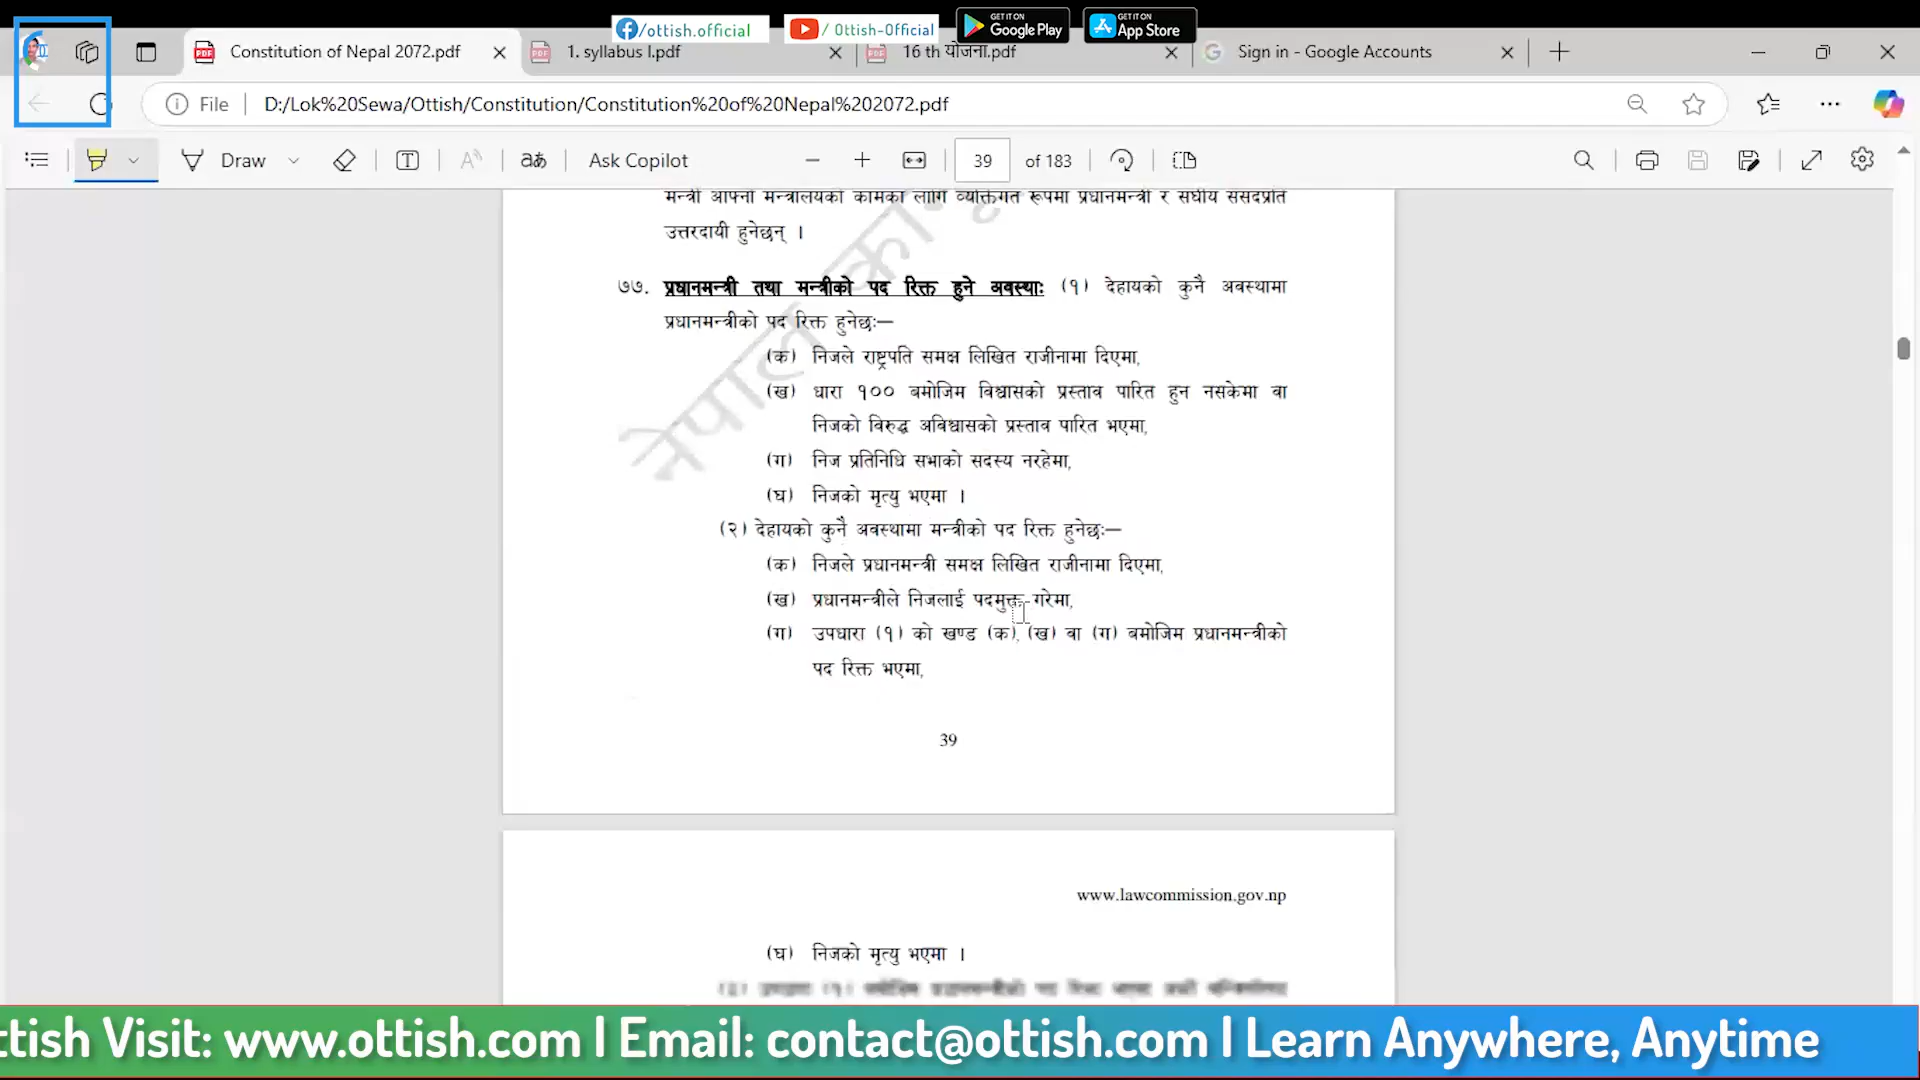 /ottish.official
/ Ottish-Official
GET IT ON
Google Play
GET IT ON
App Store
Constitution of Nepal 2072.pdf
1. syllabus I.pdf
16 th योजना.pdf
Sign in - Google Accounts
File
D:/Lok%20Sewa/Ottish/Constitution/Constitution%20of%20Nepal%202072.pdf
Draw
Ask Copilot
39
of 183
मन्त्री आफ्नो मन्त्रालयको कामका लागि व्यक्तिगत रूपमा प्रधानमन्त्री र संघीय संसदप्रति
उत्तरदायी हुनेछन् ।
७७. प्रधानमन्त्री तथा मन्त्रीको पद रिक्त हुने अवस्थाः (१) देहायको कुनै अवस्थामा
प्रधानमन्त्रीको पद रिक्त हुनेछः—
(क) निजले राष्ट्रपति समक्ष लिखित राजीनामा दिएमा,
(ख) धारा १०० बमोजिम विश्वासको प्रस्ताव पारित हुन नसकेमा वा
निजको विरुद्ध अविश्वासको प्रस्ताव पारित भएमा,
(ग) निज प्रतिनिधि सभाको सदस्य नरहेमा,
(घ) निजको मृत्यु भएमा ।
(२) देहायको कुनै अवस्थामा मन्त्रीको पद रिक्त हुनेछः—
(क) निजले प्रधानमन्त्री समक्ष लिखित राजीनामा दिएमा,
(ख) प्रधानमन्त्रीले निजलाई पदमुक्त गरेमा,
(ग) उपधारा (१) को खण्ड (क), (ख) वा (ग) बमोजिम प्रधानमन्त्रीको
पद रिक्त भएमा,
नेपाल का
39
www.lawcommission.gov.np
(घ) निजको मृत्यु भएमा ।
ttish Visit: www.ottish.com | Email: contact@ottish.com | Learn Anywhere, Anytime